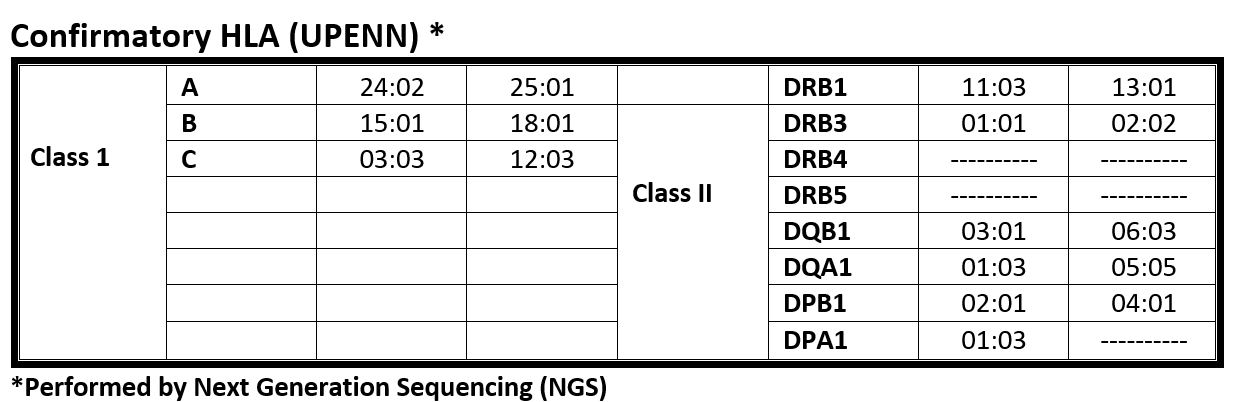 Confirmatory HLA (UPENN) *
A 24:02 25:01 DRB1 11:03 13:01
B 15:01 18:01 DRB3 01:01 02:02
Class 1 C 03:03 12:03 DRB4 ---------- ----------
Class II DRB5 ---------- ----------
DQB1 03:01 06:03
DQA1 01:03 05:05
DPB1 02:01 04:01
DPA1 01:03 ----------
*Performed by Next Generation Sequencing (NGS)